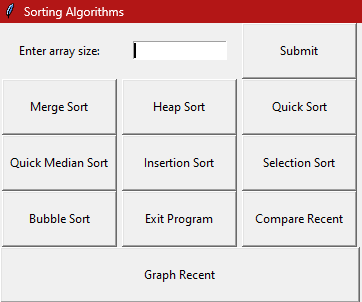 Sorting Algorithms
Enter array size:
Submit
Merge Sort
Heap Sort
Quick Sort
Quick Median Sort
Insertion Sort
Selection Sort
Bubble Sort
Exit Program
Compare Recent
Graph Recent